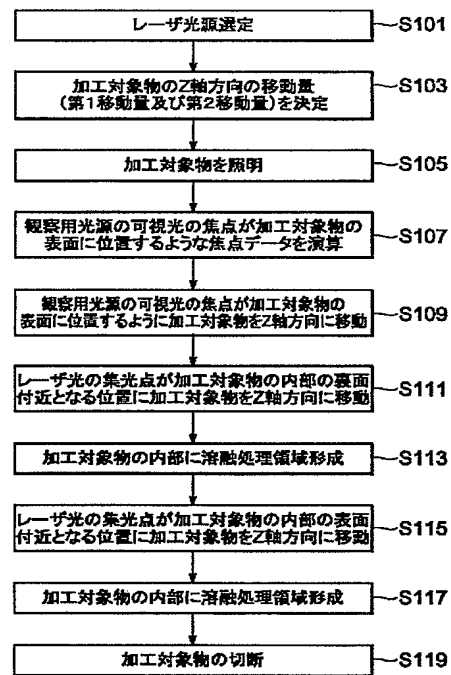 レーザ光源選定
S101
加工対象物のZ軸方向の移動量
(第1移動量及び第2移動量)を決定
S103
加工対象物を照明
S105
観察用光源の可視光の焦点が加工対象物の
表面に位置するような焦点データを演算
S107
観察用光源の可視光の焦点が加工対象物の
表面に位置するように加工対象物をZ軸方向に移動
S109
レーザ光の集光点が加工対象物の内部の裏面
付近となる位置に加工対象物をZ軸方向に移動
S111
加工対象物の内部に溶融処理領域形成
S113
レーザ光の集光点が加工対象物の内部の表面
付近となる位置に加工対象物をZ軸方向に移動
S115
加工対象物の内部に溶融処理領域形成
S117
加工対象物の切断
S119